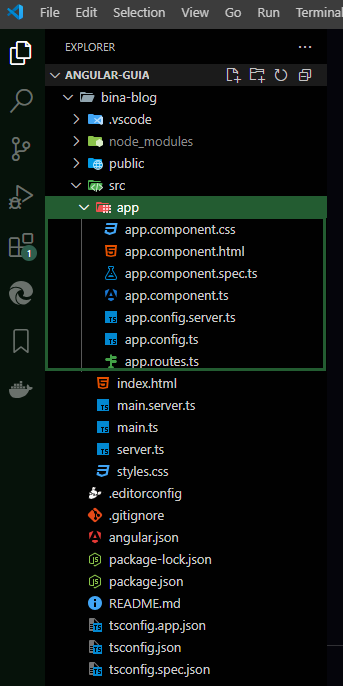 File Edit View Go Run Terminal
EXPLORER
ANGULAR-GUIA
bina-blog
.vscode
node_modules
public
src
app
app.component.css
app.component.html
app.component.spec.ts
app.component.ts
app.config.server.ts
app.config.ts
app.routes.ts
index.html
main.server.ts
TS
main.ts
TS
server.ts
TS
styles.css
.editorconfig
.gitignore
angular.json
package-lock.json
package.json
README.md
tsconfig.app.json
tsconfig.json
tsconfig.spec.json
1